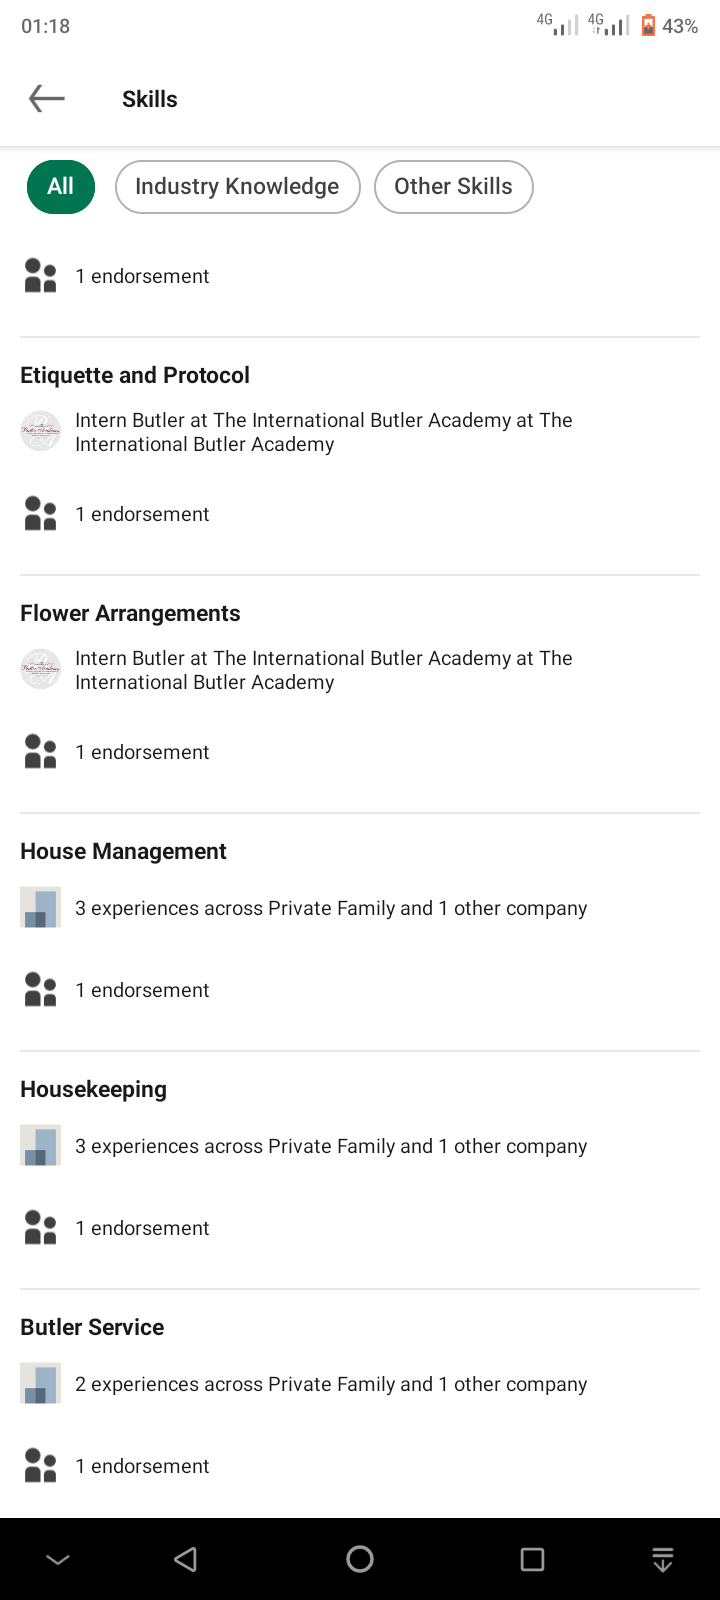 01:18
4G 4G 43%
Skills
All Industry Knowledge Other Skills
1 endorsement
Etiquette and Protocol
Intern Butler at The International Butler Academy at The
International Butler Academy
1 endorsement
Flower Arrangements
Intern Butler at The International Butler Academy at The
International Butler Academy
1 endorsement
House Management
3 experiences across Private Family and 1 other company
1 endorsement
Housekeeping
3 experiences across Private Family and 1 other company
1 endorsement
Butler Service
2 experiences across Private Family and 1 other company
1 endorsement